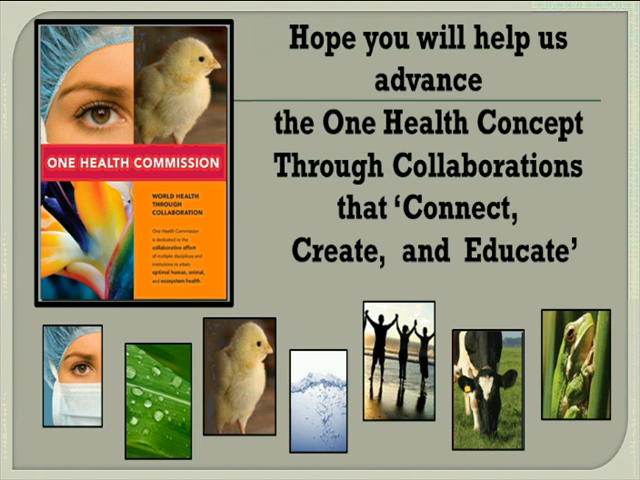 Hope you will help us
advance
the One Health Concept
Through Collaborations
that ‘Connect,
Create, and Educate’
ONE HEALTH COMMISSION
WORLD HEALTH
THROUGH
COLLABORATION
One Health Commission
is dedicated to the
collaborative effort
of multiple disciplines and
institutions to attain
optimal human, animal,
and ecosystem health.